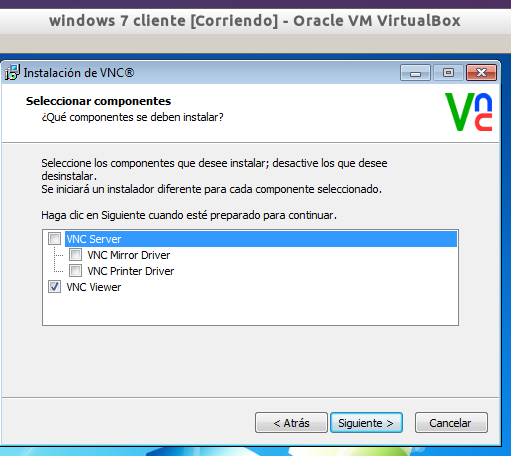 windows 7 cliente [Corriendo] - Oracle VM VirtualBox
Instalación de VNC®
Seleccionar componentes
¿Qué componentes se deben instalar?
VNC
Seleccione los componentes que desee instalar; desactive los que desee
desinstalar.
Se iniciará un instalador diferente para cada componente seleccionado.
Haga clic en Siguiente cuando esté preparado para continuar.
VNC Server
VNC Mirror Driver
VNC Printer Driver
VNC Viewer
< Atrás Siguiente > Cancelar